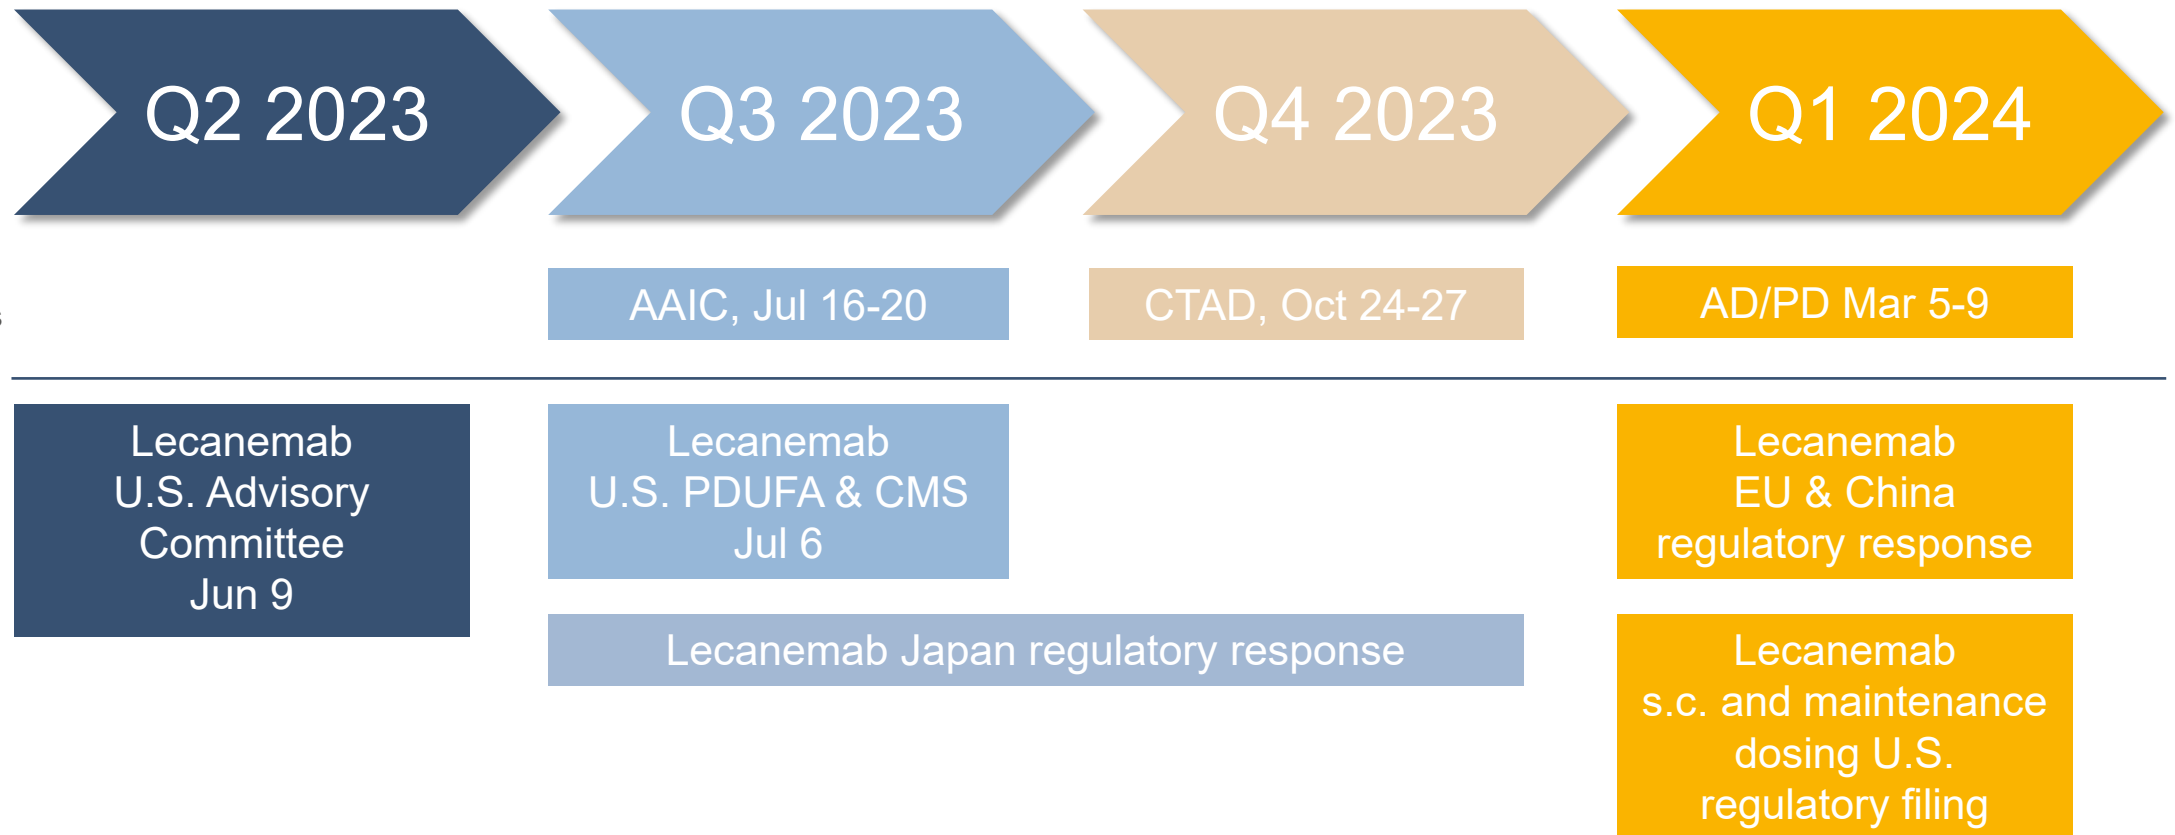 Q2 2023
Q3 2023
Q4 2023
Q1 2024
AAIC, Jul 16-20
CTAD, Oct 24-27
AD/PD Mar 5-9
Lecanemab
U.S. Advisory
Committee
Jun 9
Lecanemab
U.S. PDUFA & CMS
Jul 6
Lecanemab
EU & China
regulatory response
Lecanemab Japan regulatory response
Lecanemab
s.c. and maintenance
dosing U.S.
regulatory filing